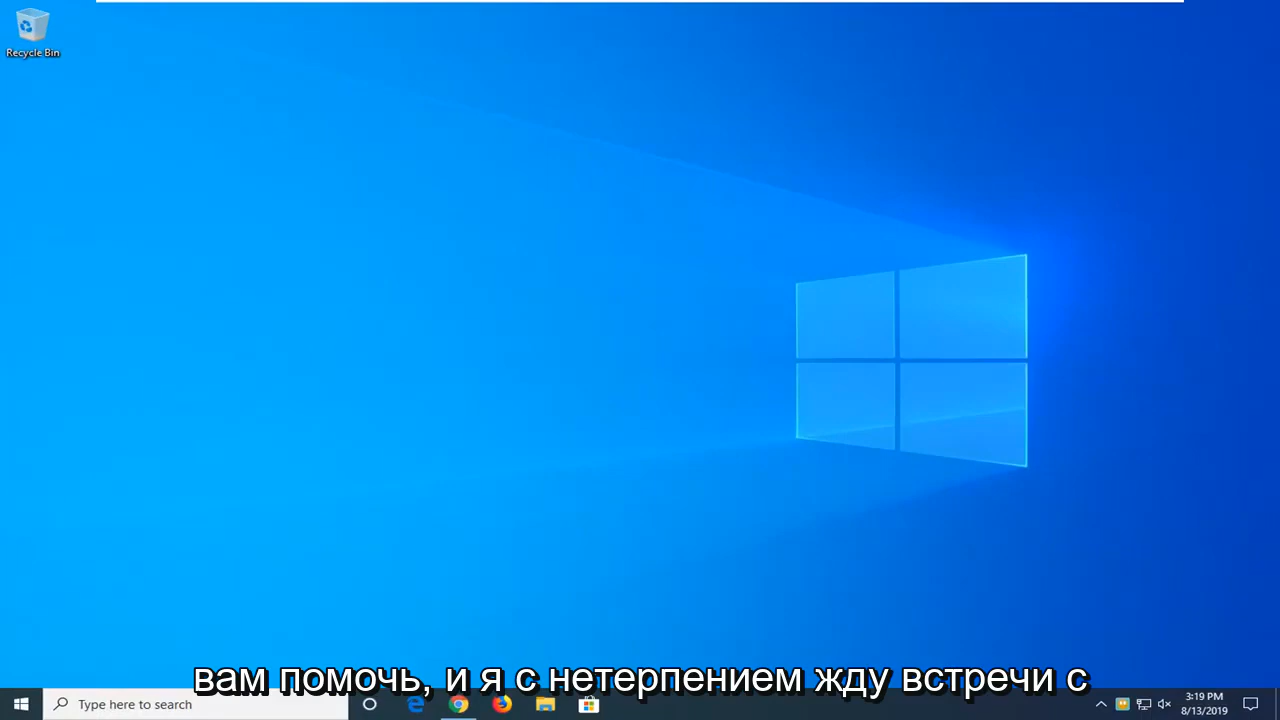 Recycle Bin
вам помочь, и я с нетерпением жду встречи с
Type here to search
3:19 PM
8/13/2019